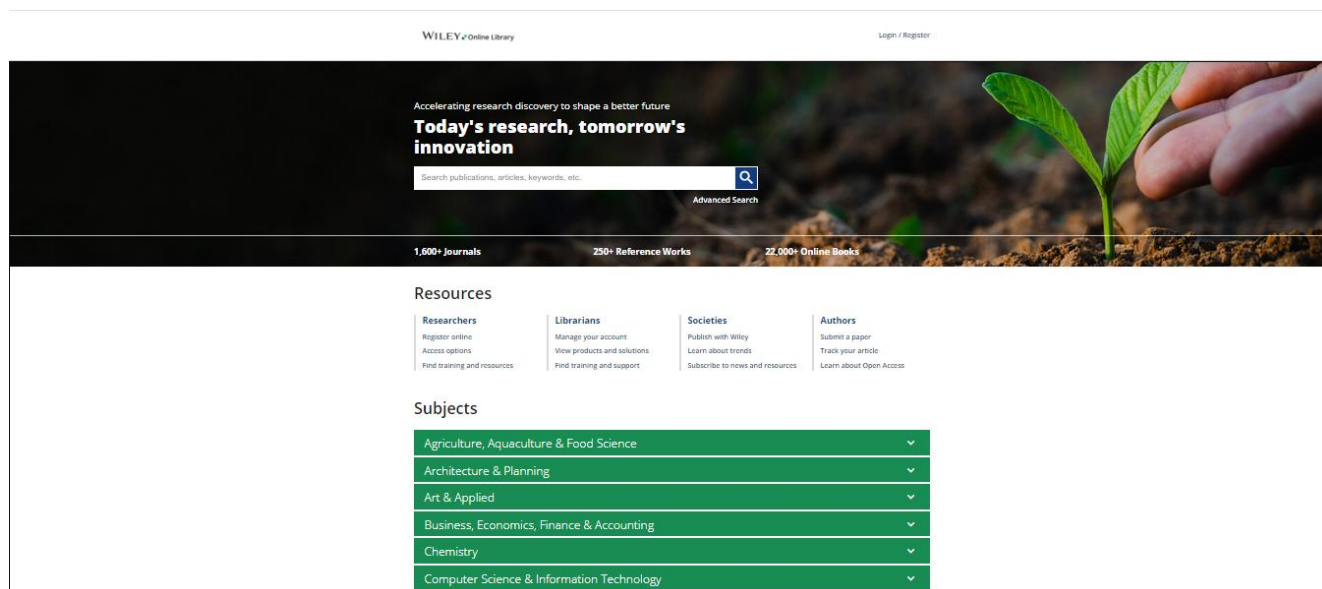 WILEY Online Library
Login / Register
Accelerating research discovery to shape a better future
Today's research, tomorrow's
innovation
Search publications, articles, keywords, etc.
Advanced Search
1,600+ Journals 250+ Reference Works 22,000+ Online Books
Resources
Researchers
Register online
Access options
Find training and resources
Librarians
Manage your account
View products and solutions
Find training and support
Societies
Publish with Wiley
Learn about trends
Subscribe to news and resources
Authors
Submit a paper
Track your article
Learn about Open Access
Subjects
Agriculture, Aquaculture & Food Science
Architecture & Planning
Art & Applied
Business, Economics, Finance & Accounting
Chemistry
Computer Science & Information Technology